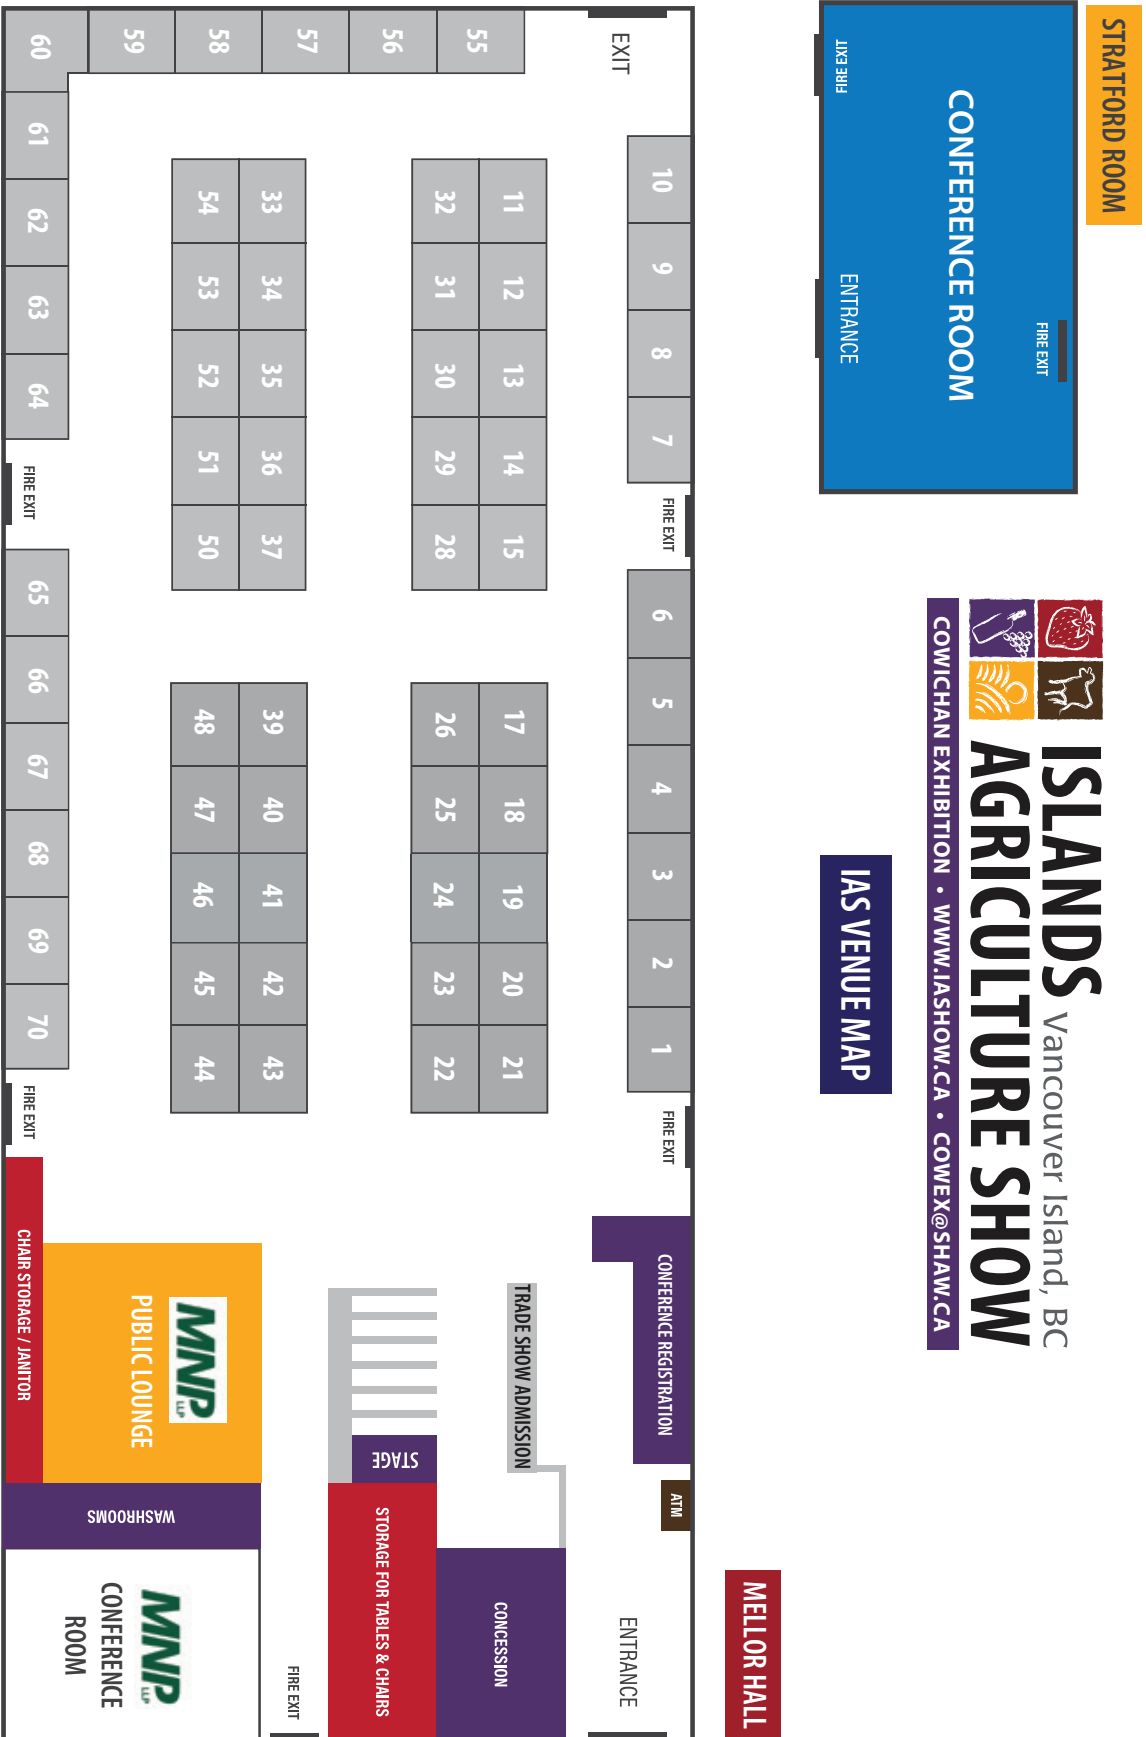 STRATFORD ROOM
FIRE EXIT
CONFERENCE ROOM
ENTRANCE
FIRE EXIT
ISLANDS Vancouver Island, BC
AGRICULTURE SHOW
COWICHAN EXHIBITION • WWW.IASHOW.CA • COWEX@SHAW.CA
IAS VENUE MAP
MELLOR HALL
EXIT
10
9
8
7
FIRE EXIT
6
5
4
3
2
1
FIRE EXIT
CONFERENCE REGISTRATION
ATM
ENTRANCE
11
12
13
14
15
17
18
19
20
21
TRADE SHOW ADMISSION
32
31
30
29
28
26
25
24
23
22
CONCESSION
STAGE
STORAGE FOR TABLES & CHAIRS
33
34
35
36
37
39
40
41
42
43
FIRE EXIT
54
53
52
51
50
48
47
46
45
44
MNP
LLP
PUBLIC LOUNGE
WASHROOMS
MNP
LLP
CONFERENCE
ROOM
55
56
57
58
59
60
61
62
63
64
FIRE EXIT
65
66
67
68
69
70
FIRE EXIT
CHAIR STORAGE / JANITOR